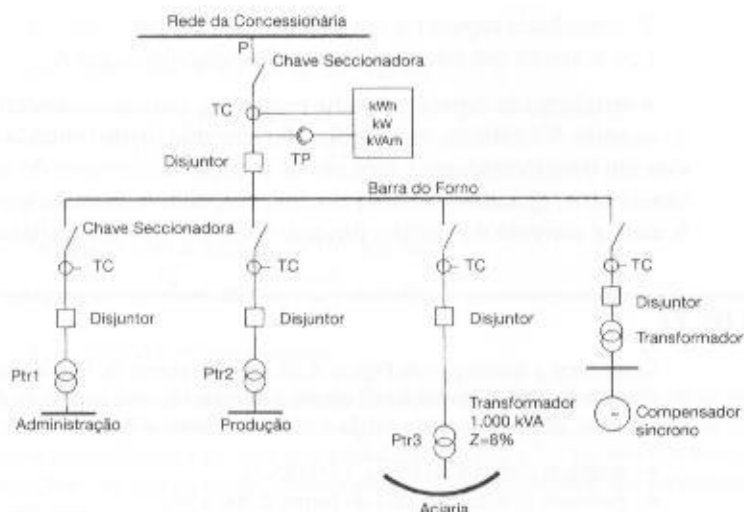 Rede da Concessionária
P
Chave Seccionadora
TC
kWh
kW
kVAm
TP
Disjuntor
Barra do Forno
Chave Seccionadora
TC
TC
TC
TC
Disjuntor
Disjuntor
Disjuntor
Disjuntor
Transformador
Ptr1
Ptr2
Administração
Produção
Transformador
1.000 kVA
Z=8%
Ptr3
Compensador
síncrono
Aciaria